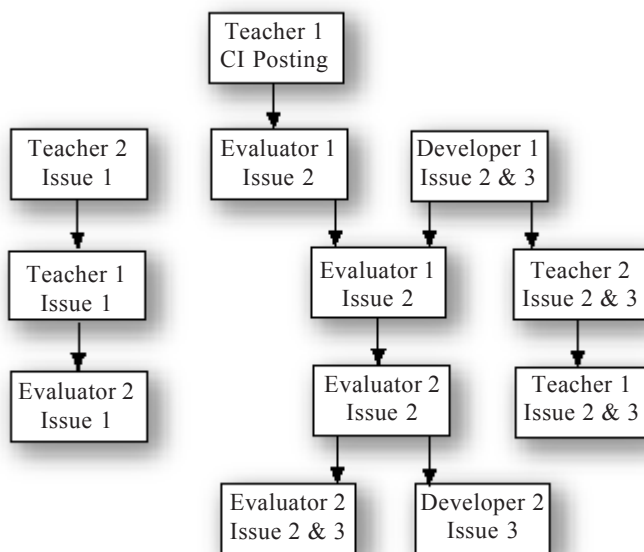 Teacher 1
CI Posting
Teacher 2
Issue 1
Evaluator 1
Issue 2
Developer 1
Issue 2 & 3
Teacher 1
Issue 1
Evaluator 1
Issue 2
Teacher 2
Issue 2 & 3
Evaluator 2
Issue 1
Evaluator 2
Issue 2
Teacher 1
Issue 2 & 3
Evaluator 2
Issue 2 & 3
Developer 2
Issue 3